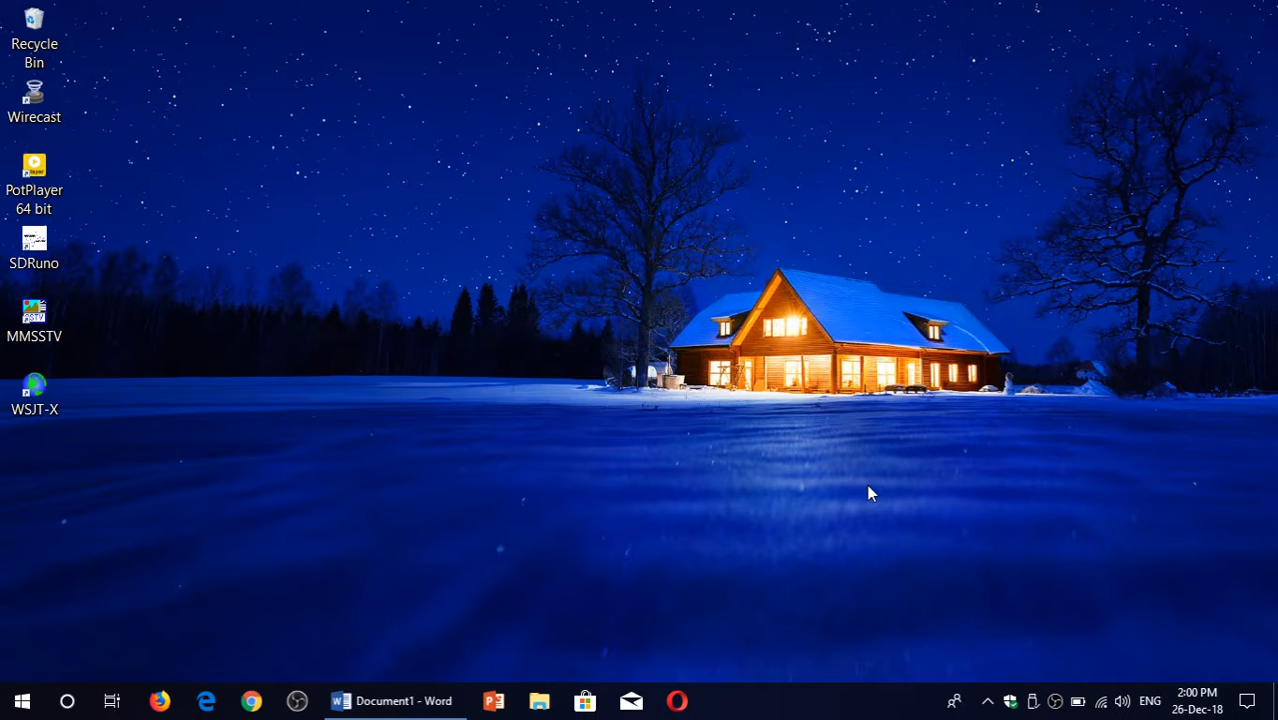 Recycle
Bin
Wirecast
PotPlayer
64 bit
SDRuno
MMSSTV
WSJT-X
Document1 - Word
ENG
2:00 PM
26-Dec-18